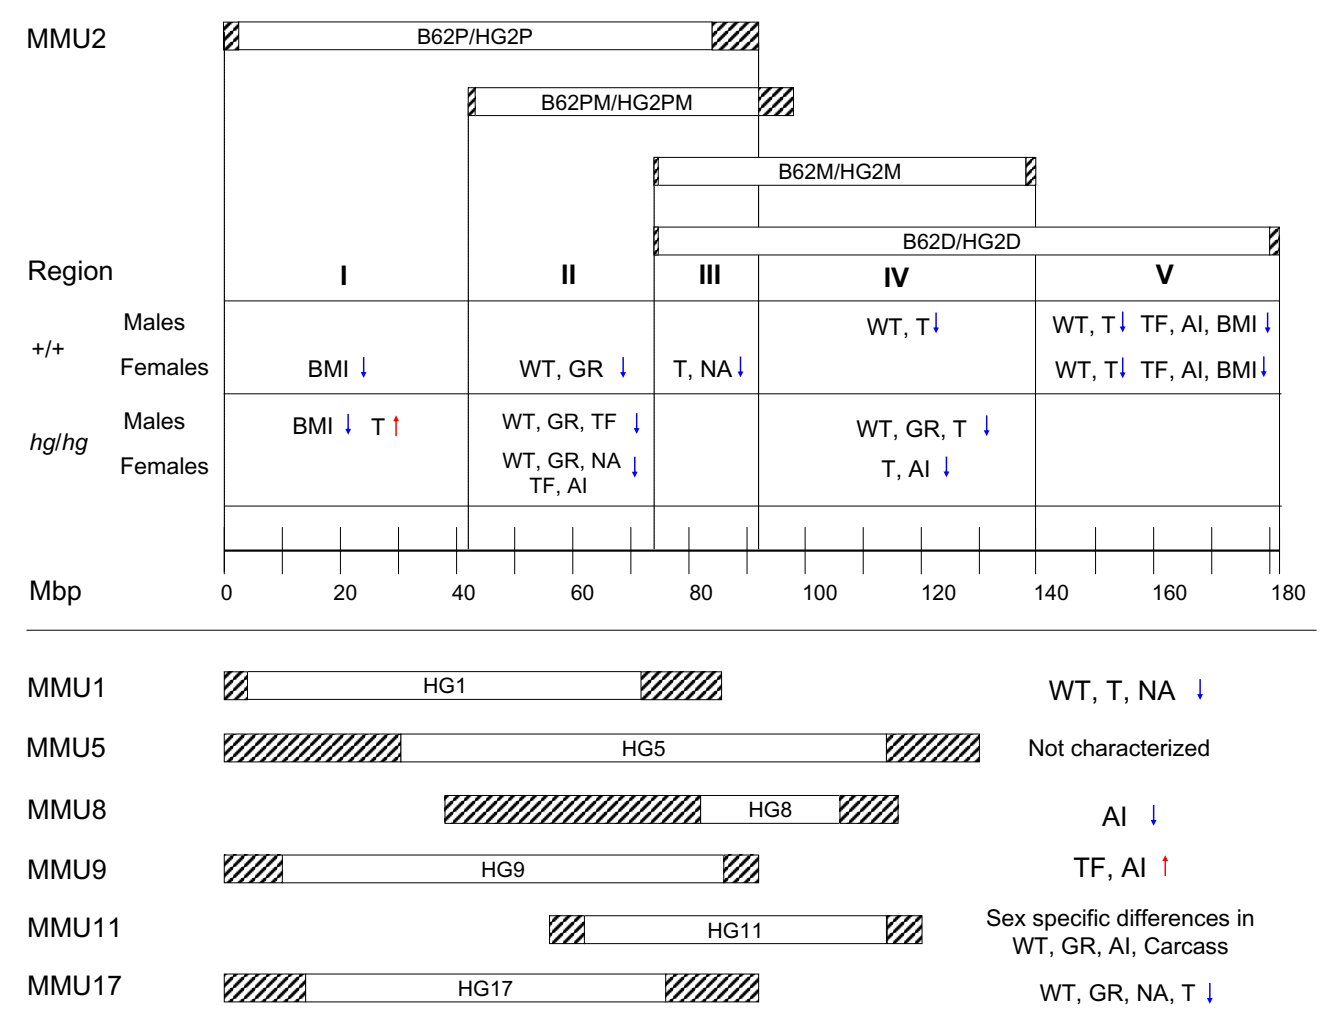 MMU2
B62P/HG2P
B62PM/HG2PM
B62M/HG2M
B62D/HG2D
Region I II III IV V
+/+
Males WT, T↓ WT, T↓ TF, AI, BMI↓
Females BMI ↓ WT, GR ↓ T, NA↓ WT, T↓ TF, AI, BMI↓
hg/hg
Males BMI ↓ T ↑ WT, GR, TF ↓ WT, GR, T ↓
Females WT, GR, NA ↓ T, AI ↓
TF, AI
Mbp 0 20 40 60 80 100 120 140 160 180
MMU1 HG1 WT, T, NA ↓
MMU5 HG5 Not characterized
MMU8 HG8 AI ↓
MMU9 HG9 TF, AI ↑
MMU11 HG11 Sex specific differences in
WT, GR, AI, Carcass
MMU17 HG17 WT, GR, NA, T ↓